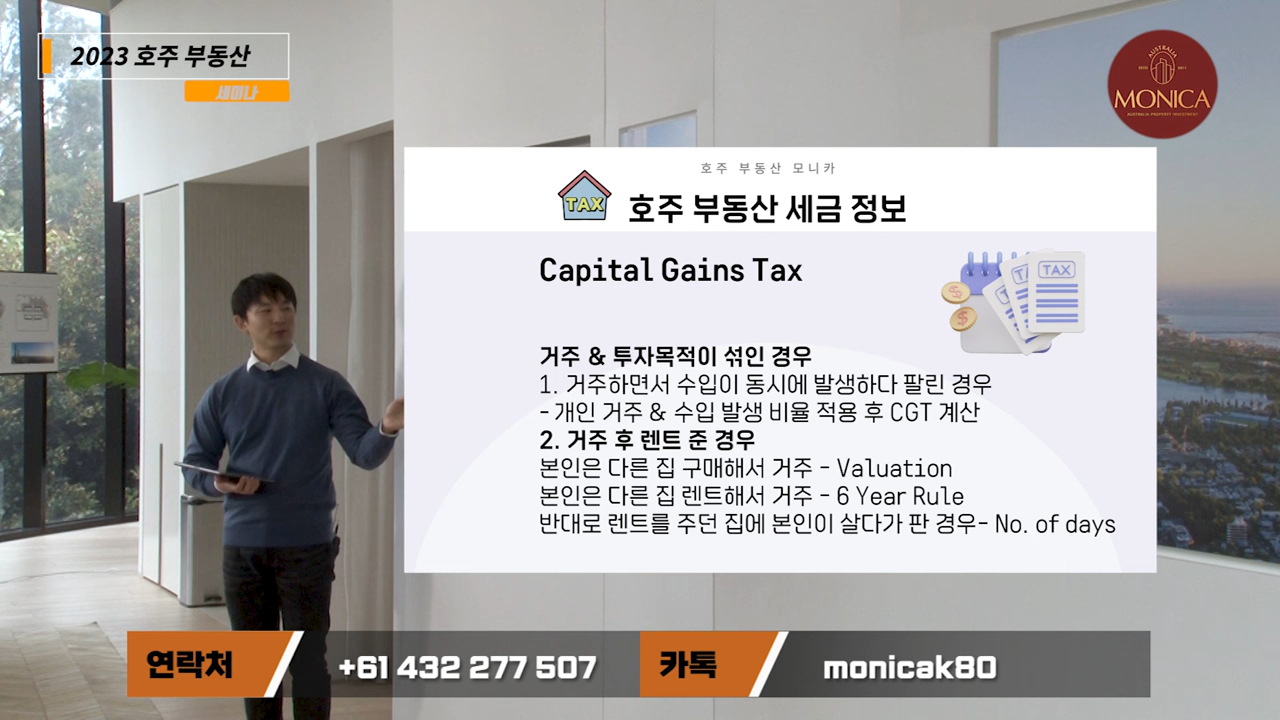 2023 호주 부동산
세미나
AUSTRALIA
MONICA
AUSTRALIA PROPERTY INVESTMENT
호주 부동산 모니카
TAX
호주 부동산 세금 정보
Capital Gains Tax
TAX
거주 & 투자목적이 섞인 경우
1. 거주하면서 수입이 동시에 발생하다 팔린 경우
- 개인 거주 & 수입 발생 비율 적용 후 CGT 계산
2. 거주 후 렌트 준 경우
본인은 다른 집 구매해서 거주 - Valuation
본인은 다른 집 렌트해서 거주 - 6 Year Rule
반대로 렌트를 주던 집에 본인이 살다가 판 경우- No. of days
연락처 +61 432 277 507 카톡 monicak80